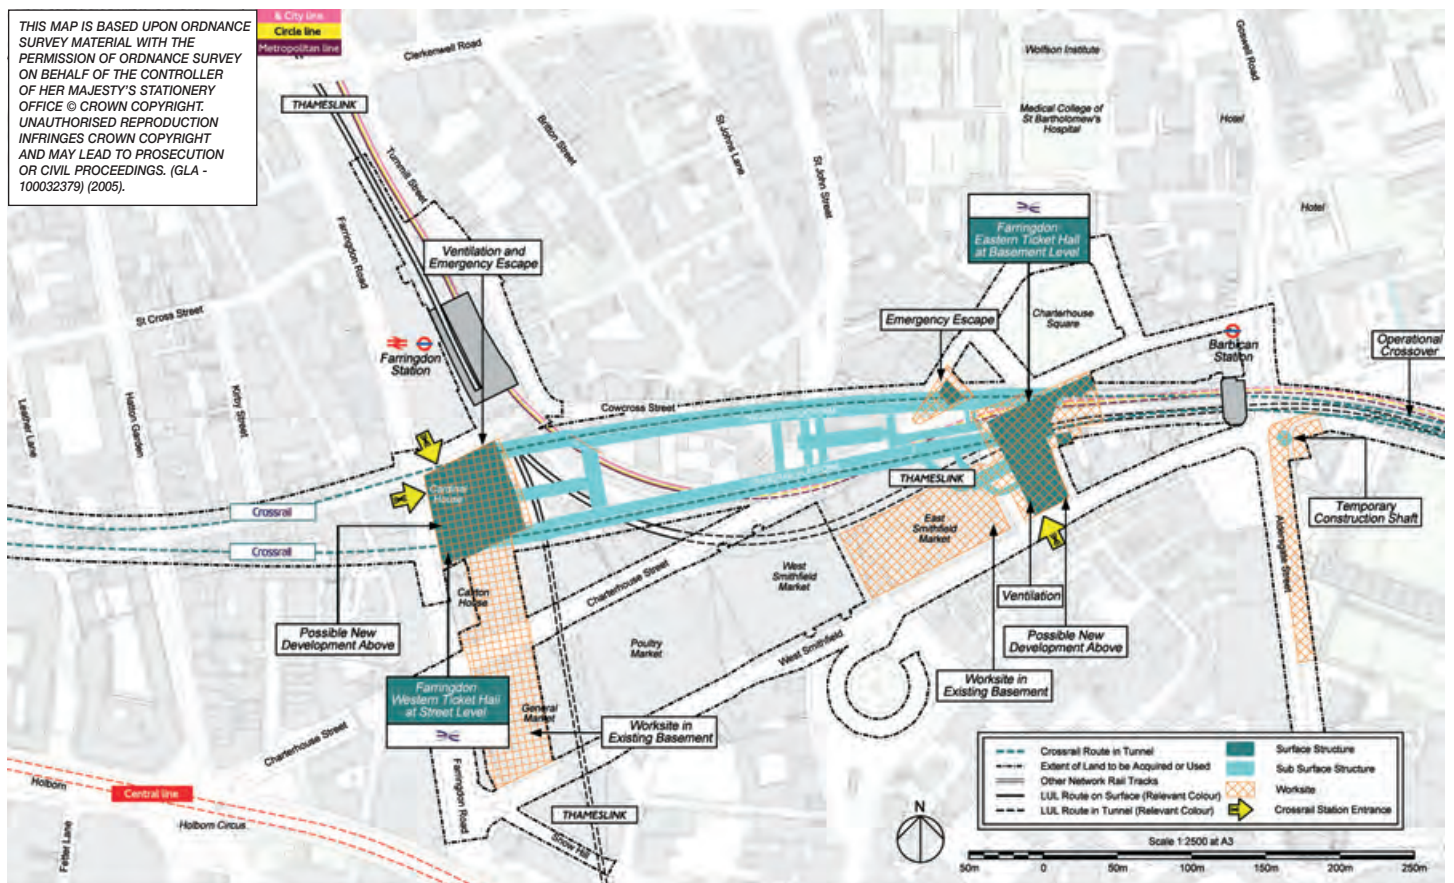 THIS MAP IS BASED UPON ORDNANCE
SURVEY MATERIAL WITH THE
PERMISSION OF ORDNANCE SURVEY
ON BEHALF OF THE CONTROLLER
OF HER MAJESTY'S STATIONERY
OFFICE © CROWN COPYRIGHT.
UNAUTHORISED REPRODUCTION
INFRINGES CROWN COPYRIGHT
AND MAY LEAD TO PROSECUTION
OR CIVIL PROCEEDINGS. (GLA -
100032379) (2005).
& City line
Circle line
Metropolitan line
Clerkenwell Road
THAMESLINK
Turnmill Street
Britton Street
St Johns Lane
St John Street
Wolfson Institute
Medical College of
St Bartholomew's
Hospital
Goswell Road
Hotel
Hotel
Farringdon Road
Ventilation and
Emergency Escape
Farringdon
Eastern Ticket Hall
at Basement Level
St Cross Street
Farringdon
Station
Emergency Escape
Charterhouse
Square
Barbican
Station
Operational
Crossover
Leather Lane
Hatton Garden
Kirby Street
Cowcross Street
Cardinal
House
THAMESLINK
Crossrail
Crossrail
East
Smithfield
Market
Temporary
Construction Shaft
Aldersgate Street
Charterhouse Street
West
Smithfield
Market
Caxton
House
Ventilation
Possible New
Development Above
Poultry
Market
West Smithfield
Possible New
Development Above
Worksite in
Existing Basement
Farringdon
Western Ticket Hall
at Street Level
General
Market
Worksite in
Existing Basement
Charterhouse Street
Farringdon Road
Holborn
Central line
Holborn Circus
Fetter Lane
THAMESLINK
Snow Hill
Crossrail Route in Tunnel
Extent of Land to be Acquired or Used
Other Network Rail Tracks
LUL Route on Surface (Relevant Colour)
LUL Route in Tunnel (Relevant Colour)
Surface Structure
Sub Surface Structure
Worksite
Crossrail Station Entrance
N
Scale 1:2500 at A3
50m 0 50m 100m 150m 200m 250m